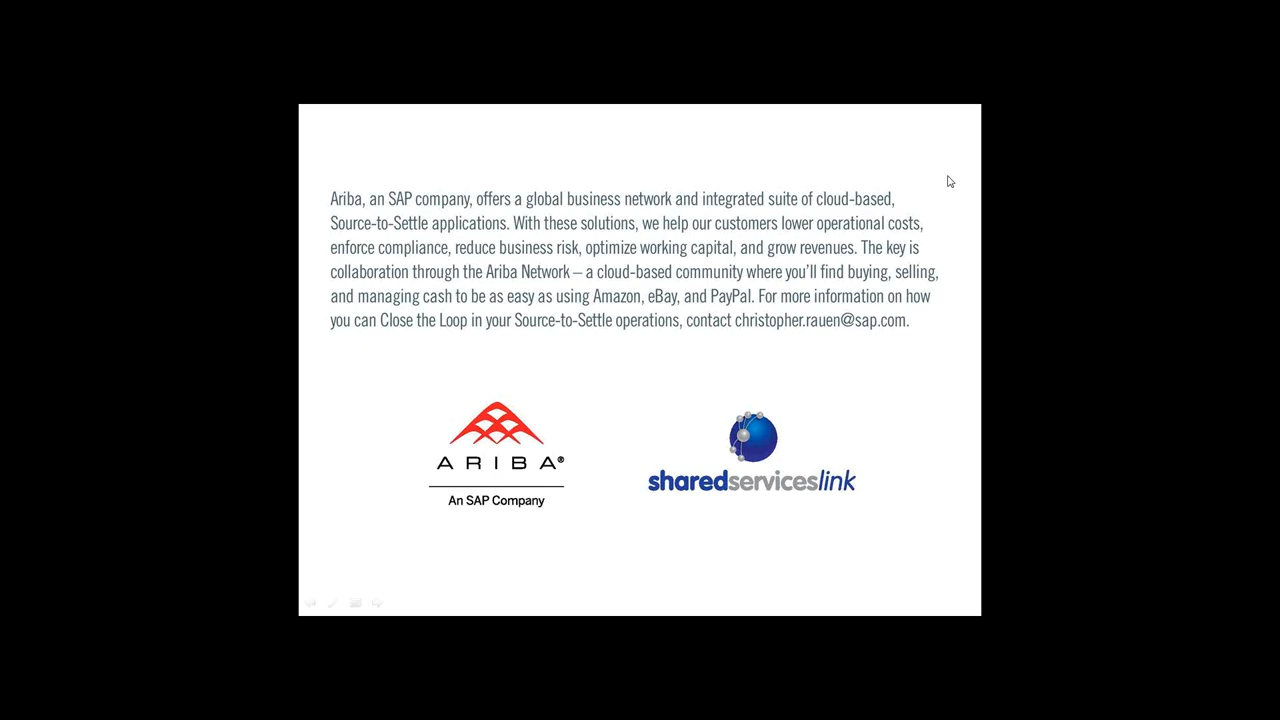 Ariba, an SAP company, offers a global business network and integrated suite of cloud-based,
Source-to-Settle applications. With these solutions, we help our customers lower operational costs,
enforce compliance, reduce business risk, optimize working capital, and grow revenues. The key is
collaboration through the Ariba Network – a cloud-based community where you’ll find buying, selling,
and managing cash to be as easy as using Amazon, eBay, and PayPal. For more information on how
you can Close the Loop in your Source-to-Settle operations, contact christopher.rauen@sap.com.
ARIBA®
An SAP Company
sharedserviceslink